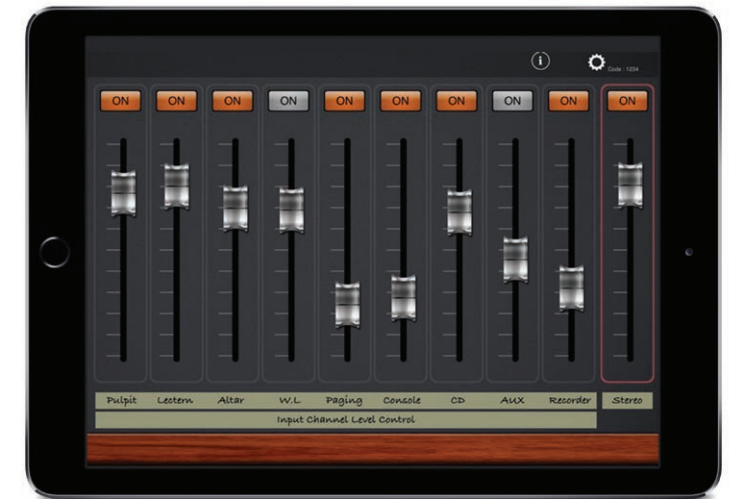 i
Code : 1234
ON ON ON ON ON ON ON ON ON ON
Pulpit Lectern Altar W.L Paging Console CD AUX Recorder Stereo
Input Channel Level Control